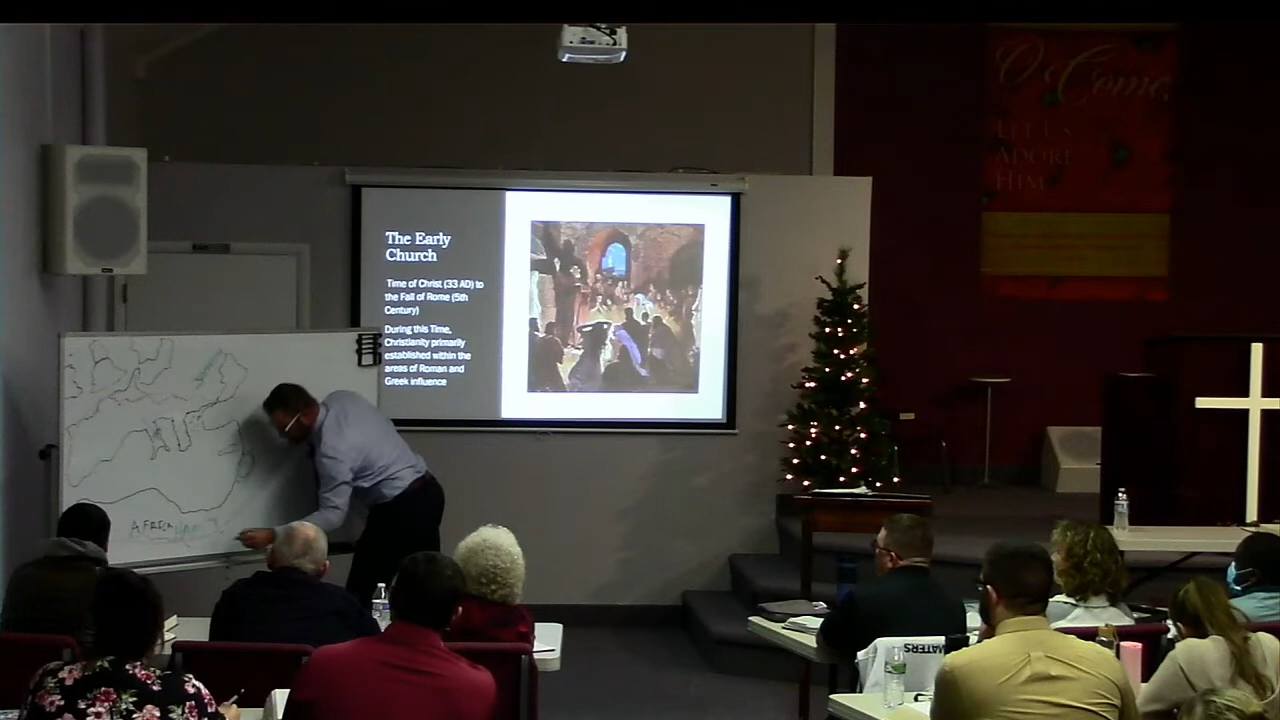 O Come,
LET US
ADORE
HIM
The Early
Church
Time of Christ (33 AD) to
the Fall of Rome (5th
Century)
During this Time,
Christianity primarily
established within the
areas of Roman and
Greek influence
AFRICA
WATERS